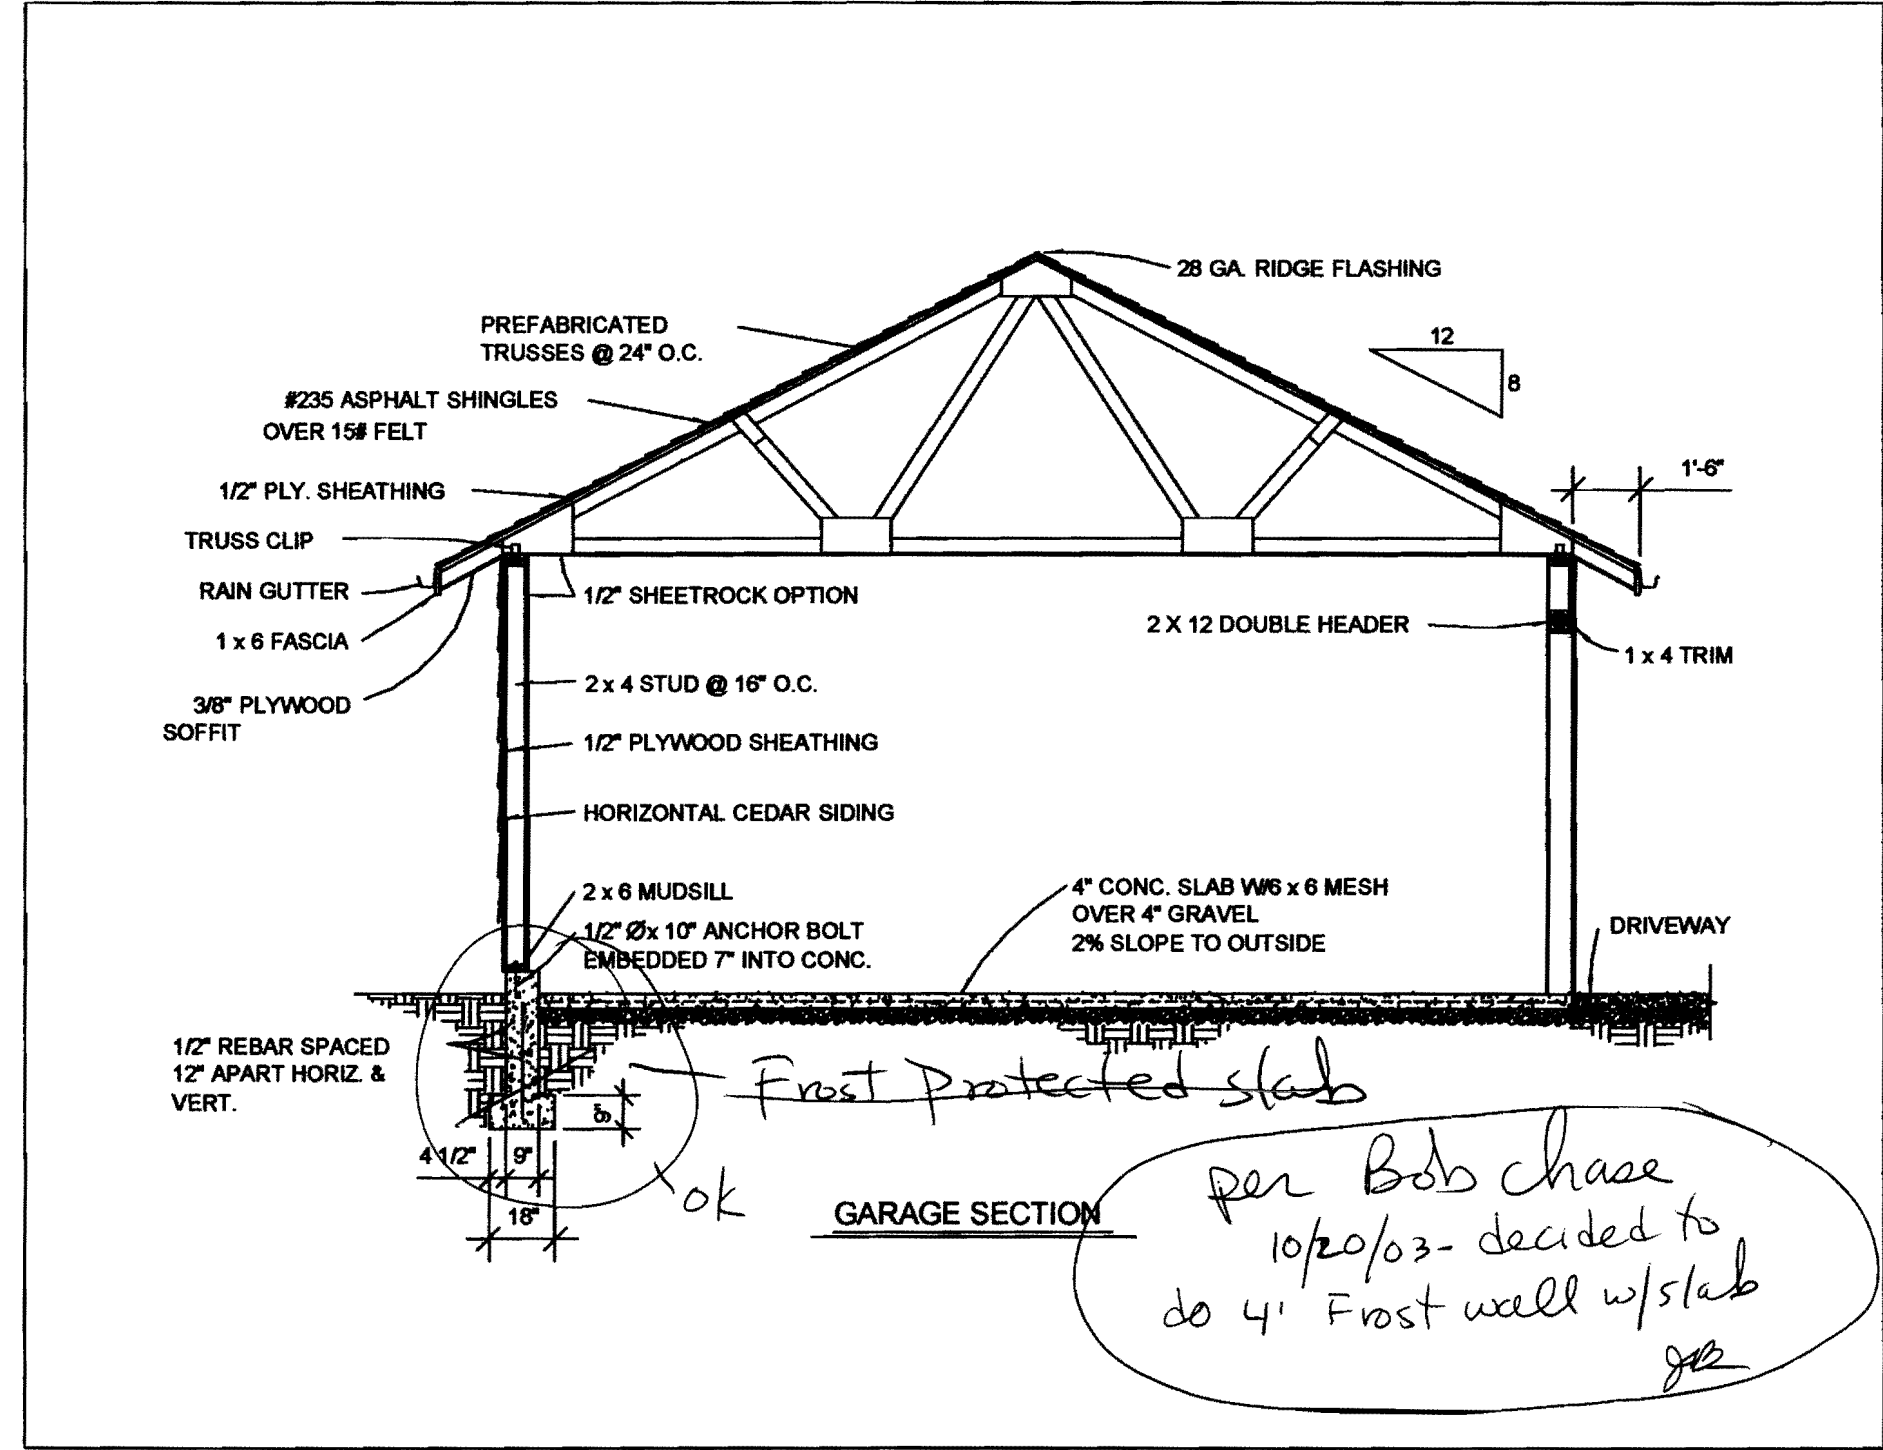 28 GA. RIDGE FLASHING
PREFABRICATED
TRUSSES @ 24" O.C.
12
8
#235 ASPHALT SHINGLES
OVER 15# FELT
1'-6"
1/2" PLY. SHEATHING
TRUSS CLIP
RAIN GUTTER
1/2" SHEETROCK OPTION
2 X 12 DOUBLE HEADER
1 x 6 FASCIA
1 x 4 TRIM
2 x 4 STUD @ 16" O.C.
3/8" PLYWOOD
SOFFIT
1/2" PLYWOOD SHEATHING
HORIZONTAL CEDAR SIDING
2 x 6 MUDSILL
1/2" Ø x 10" ANCHOR BOLT
EMBEDDED 7" INTO CONC.
4" CONC. SLAB W/6 x 6 MESH
OVER 4" GRAVEL
2% SLOPE TO OUTSIDE
DRIVEWAY
1/2" REBAR SPACED
12" APART HORIZ. &
VERT.
Frost Protected slab
8"
4 1/2"
9"
18"
ok
GARAGE SECTION
per Bob Chase
10/20/03 - decided to
do 4' Frost wall w/slab